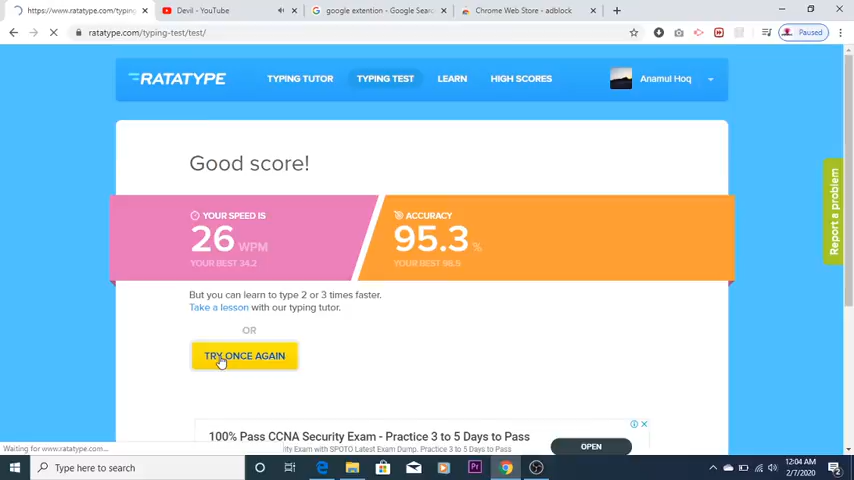 https://www.ratatype.com/typing
Devil - YouTube
google extention - Google Sear
Chrome Web Store - adblock
ratatype.com/typing-test/test/
Paused
RATATYPE
TYPING TUTOR
TYPING TEST
LEARN
HIGH SCORES
Anamul Hoq
Good score!
YOUR SPEED IS
26 WPM
YOUR BEST 34.2
ACCURACY
95.3 %
YOUR BEST 98.9
Report a problem
But you can learn to type 2 or 3 times faster.
Take a lesson with our typing tutor.
OR
TRY ONCE AGAIN
100% Pass CCNA Security Exam - Practice 3 to 5 Days to Pass
ity Exam with SPOTO Latest Exam Dump. Practice 3 to 5 Days to Pass
OPEN
Waiting for www.ratatype.com...
Type here to search
Pr
12:04 AM
2/7/2020
2